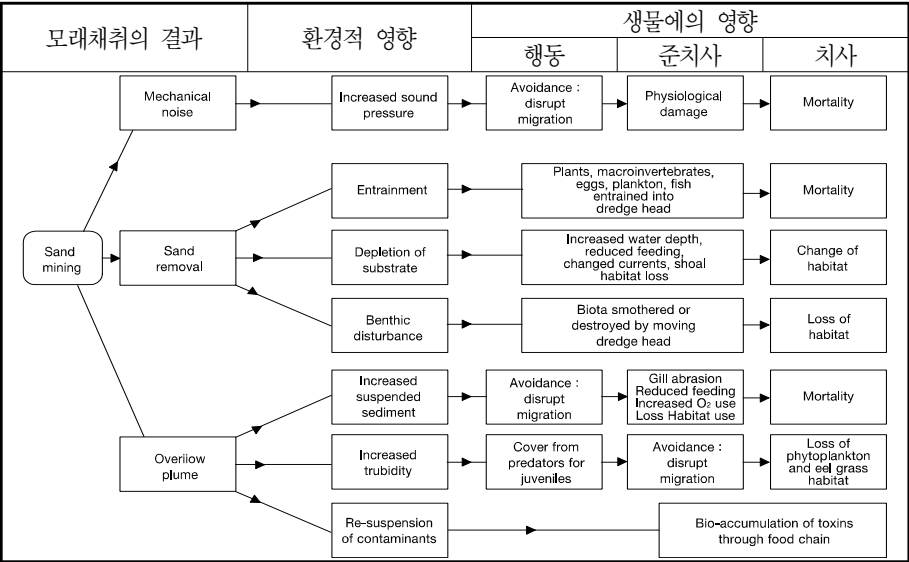 모래채취의 결과
환경적 영향
생물에의 영향
행동
준치사
치사
Mechanical
noise
Increased sound
pressure
Avoidance :
disrupt
migration
Physiological
damage
Mortality
Sand
mining
Sand
removal
Entrainment
Plants, macroinvertebrates,
eggs, plankton, fish
entrained into
dredge head
Mortality
Depletion of
substrate
Increased water depth,
reduced feeding,
changed currents, shoal
habitat loss
Change of
habitat
Benthic
disturbance
Biota smothered or
destroyed by moving
dredge head
Loss of
habitat
Overiiow
plume
Increased
suspended
sediment
Avoidance :
disrupt
migration
Gill abrasion
Reduced feeding
Increased O₂ use
Loss Habitat use
Mortality
Increased
trubidity
Cover from
predators for
juveniles
Avoidance :
disrupt
migration
Loss of
phytoplankton
and eel grass
habitat
Re-suspension
of contaminants
Bio-accumulation of toxins
through food chain